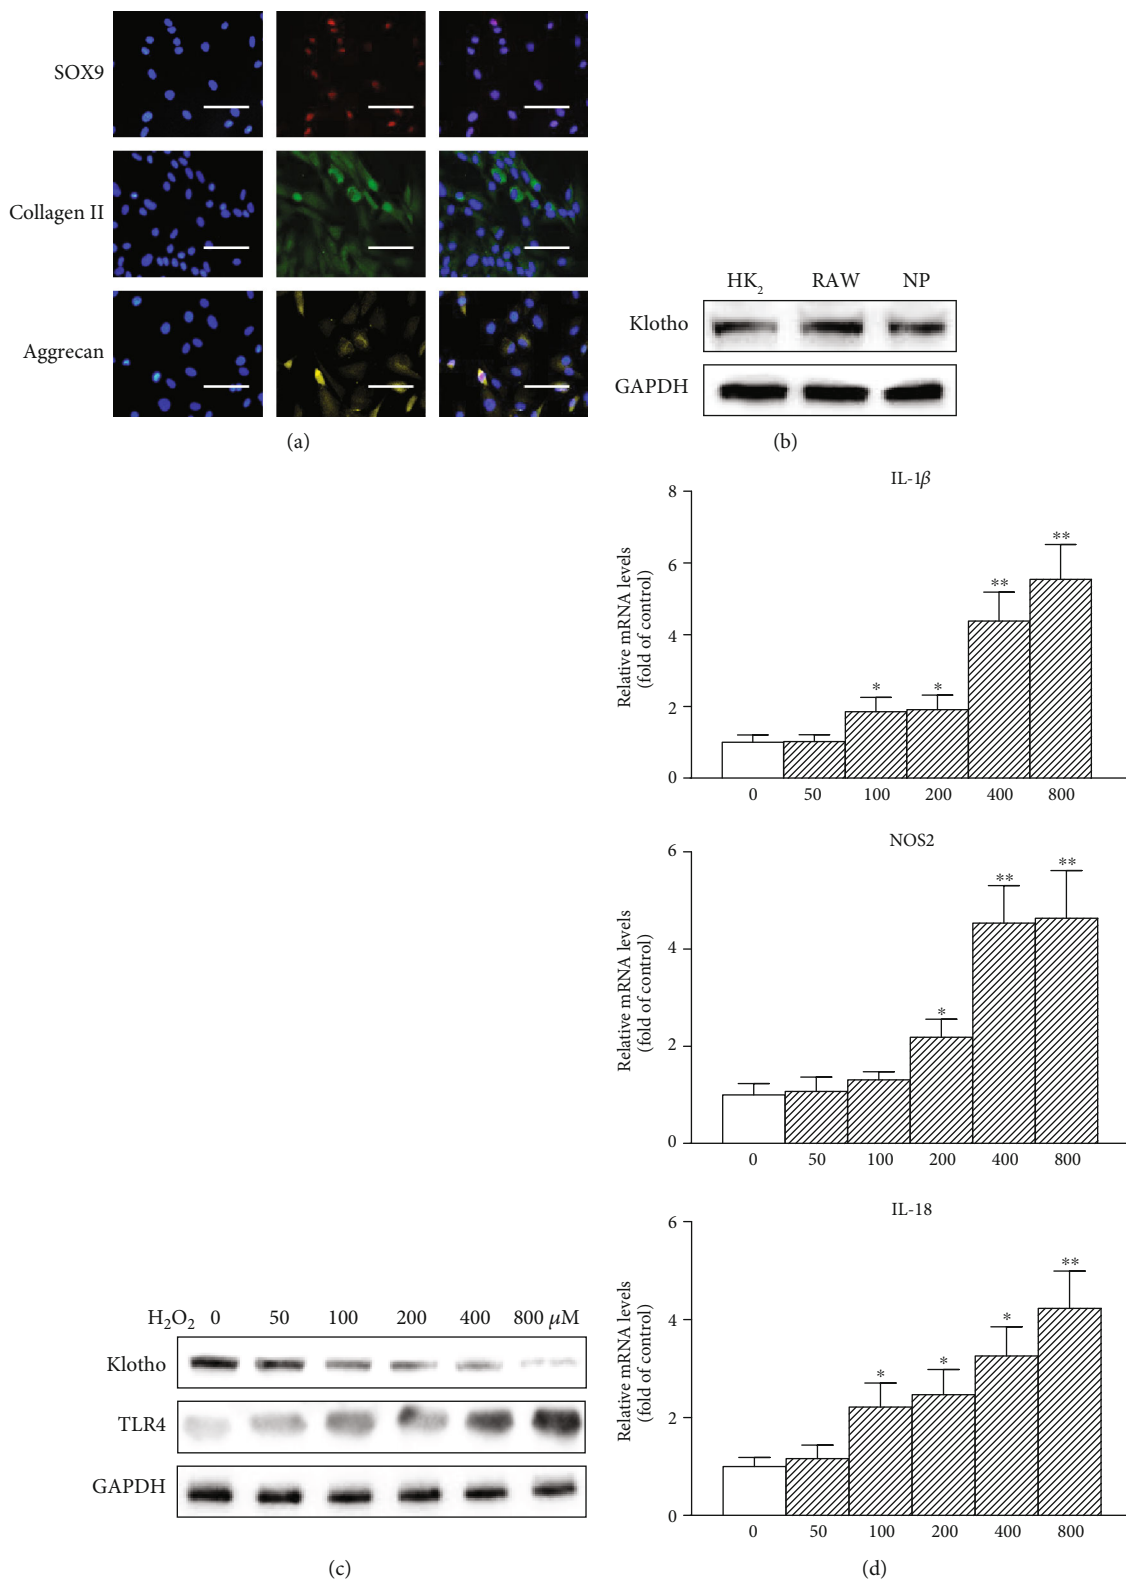 SOX9
Collagen II
Aggrecan
(a)
HK₂ RAW NP
Klotho
GAPDH
(b)
H₂O₂ 0 50 100 200 400 800 μM
Klotho
TLR4
GAPDH
(c)
IL-1β
Relative mRNA levels
(fold of control)
8
6
4
2
0
* * ** **
0 50 100 200 400 800
NOS2
Relative mRNA levels
(fold of control)
6
4
2
0
* ** **
0 50 100 200 400 800
IL-18
Relative mRNA levels
(fold of control)
6
4
2
0
* * * **
0 50 100 200 400 800
(d)